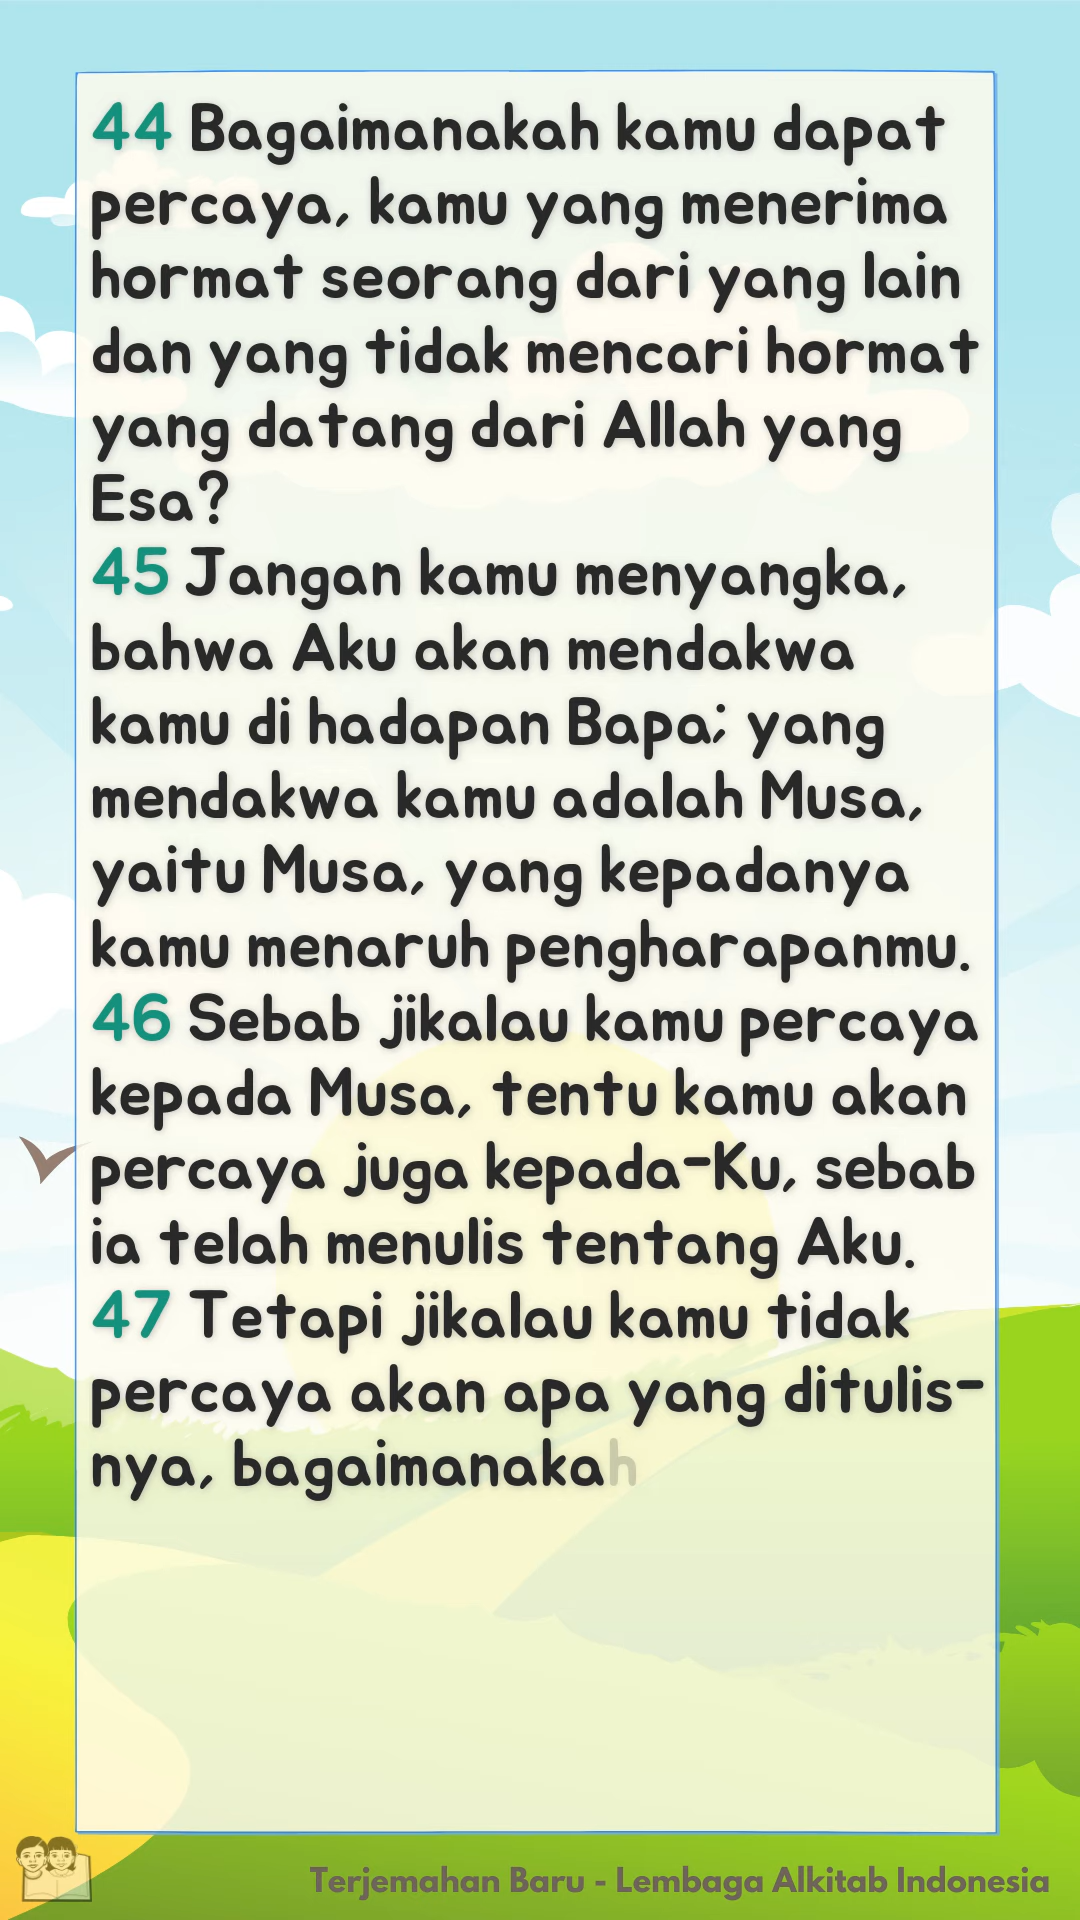 44 Bagaimanakah kamu dapat
percaya, kamu yang menerima
hormat seorang dari yang lain
dan yang tidak mencari hormat
yang datang dari Allah yang
Esa?
45 Jangan kamu menyangka,
bahwa Aku akan mendakwa
kamu di hadapan Bapa; yang
mendakwa kamu adalah Musa,
yaitu Musa, yang kepadanya
kamu menaruh pengharapanmu.
46 Sebab jikalau kamu percaya
kepada Musa, tentu kamu akan
percaya juga kepada-Ku, sebab
ia telah menulis tentang Aku.
47 Tetapi jikalau kamu tidak
percaya akan apa yang ditulis-
nya, bagaimanakah
Terjemahan Baru - Lembaga Alkitab Indonesia